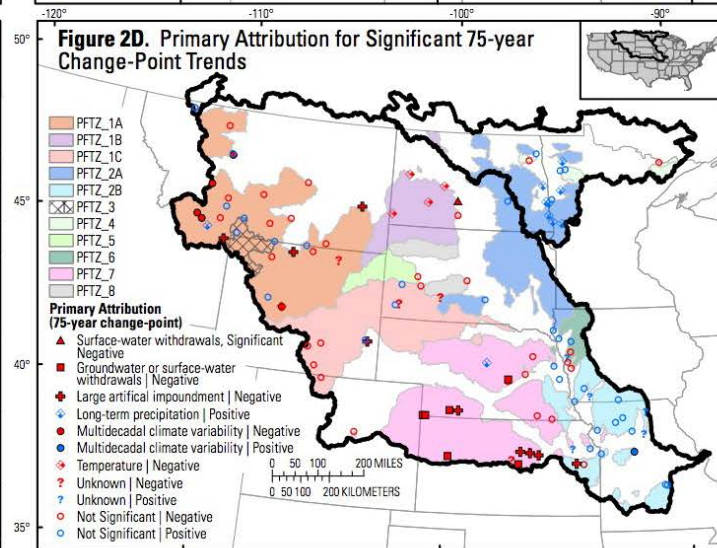 -120°
-110°
-100°
-90°
50°
Figure 2D. Primary Attribution for Significant 75-year
Change-Point Trends
PFTZ_1A
PFTZ_1B
PFTZ_1C
PFTZ_2A
PFTZ_2B
PFTZ_3
PFTZ_4
PFTZ_5
PFTZ_6
PFTZ_7
PFTZ_8
45°
Primary Attribution
(75-year change-point)
Surface-water withdrawals, Significant
Negative
Groundwater or surface-water
withdrawals | Negative
Large artifical impoundment | Negative
Long-term precipitation | Positive
Multidecadal climate variability | Negative
Multidecadal climate variability | Positive
Temperature | Negative
? Unknown | Negative
? Unknown | Positive
Not Significant | Negative
Not Significant | Positive
40°
35°
0 50 100 200 MILES
0 50 100 200 KILOMETERS